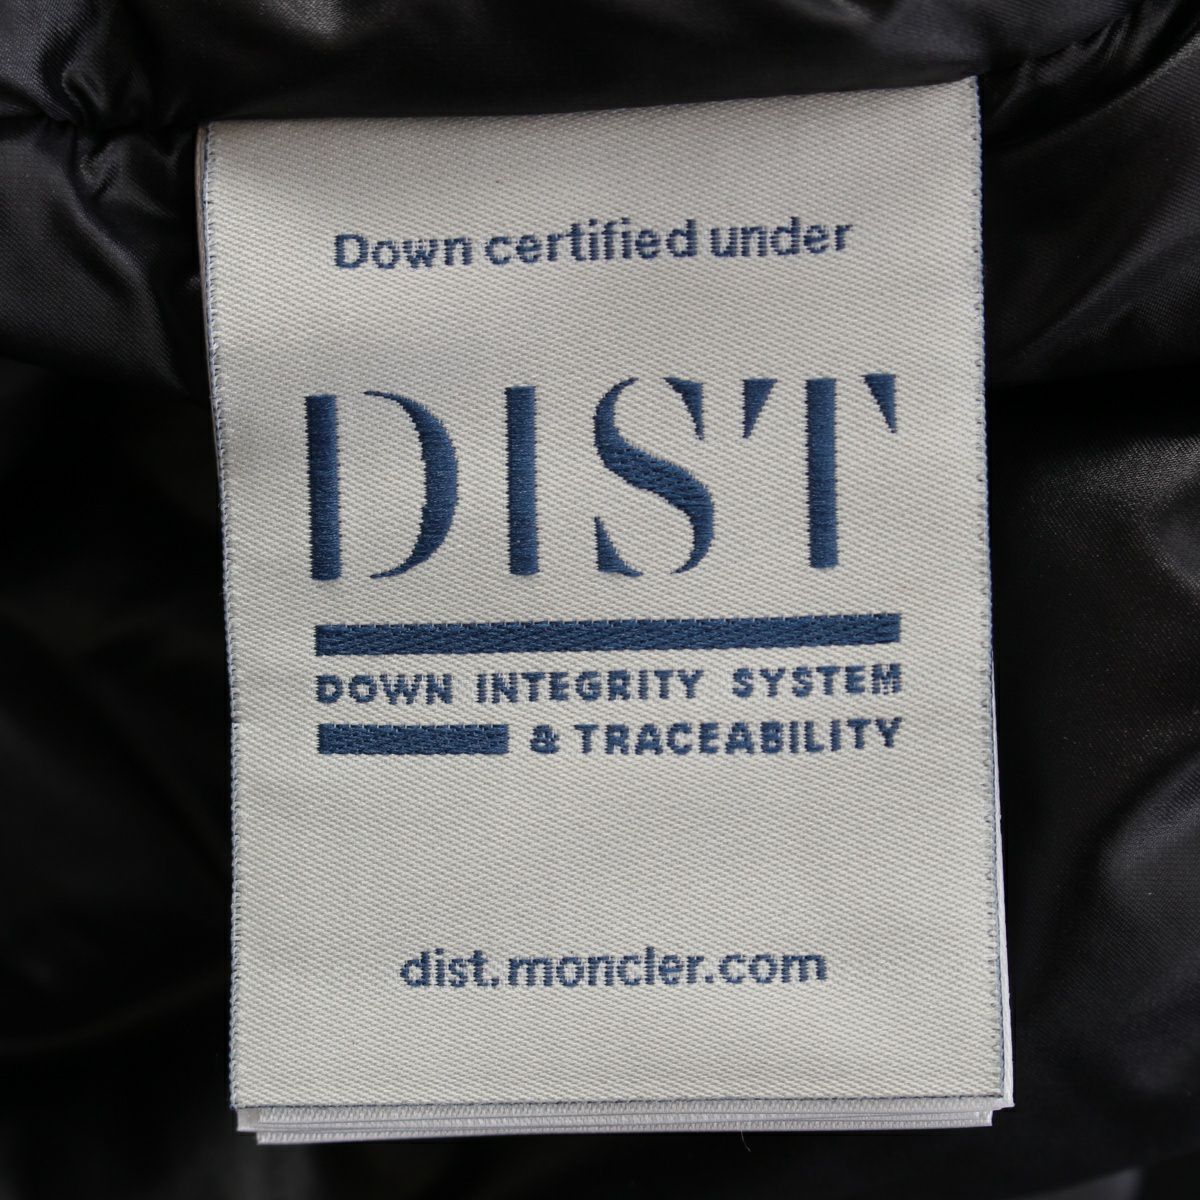 Down certified under
DIST
DOWN INTEGRITY SYSTEM
& TRACEABILITY
dist.moncler.com